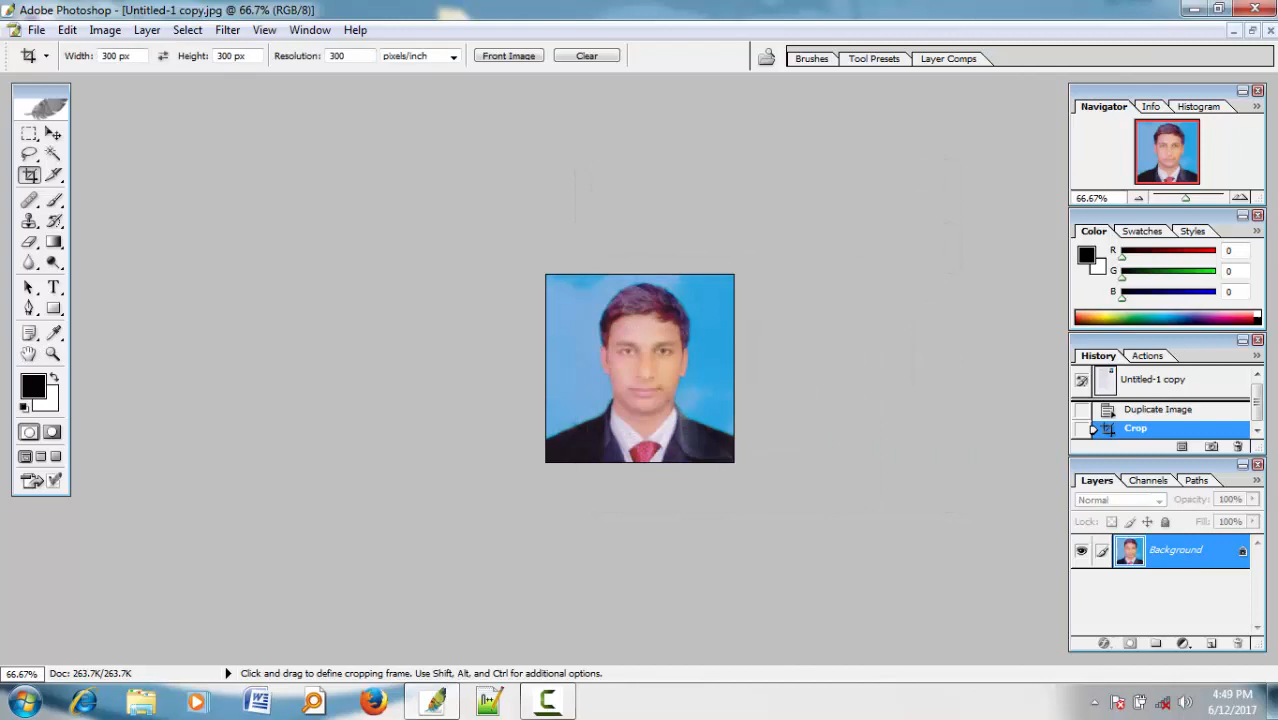 Adobe Photoshop - [Untitled-1 copy.jpg @ 66.7% (RGB/8)]
File Edit Image Layer Select Filter View Window Help
Width: 300 px Height: 300 px Resolution: 300 pixels/inch Front Image Clear Brushes Tool Presets Layer Comps
Navigator Info Histogram
66.67%
Color Swatches Styles
R 0
G 0
B 0
History Actions
Untitled-1 copy
Duplicate Image
Crop
Layers Channels Paths
Normal Opacity: 100%
Lock: Fill: 100%
Background
66.67% Doc: 263.7K/263.7K Click and drag to define cropping frame. Use Shift, Alt, and Ctrl for additional options.
4:49 PM
6/12/2017